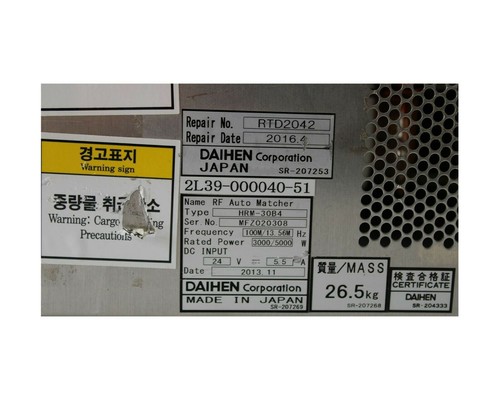 Repair No. RTD2042
Repair Date 2016.4
DAIHEN Corporation
JAPAN SR-207253
경고표지
Warning sign
중량물 취급 소
Warning: Cargo ing
Precautions
2L39-000040-51
Name RF Auto Matcher
Type HRM-30B4
Serial No. MFZ020308
Frequency 100M/13.56M Hz
Rated Power 3000/5000 W
DC INPUT
24 V 5.5 A
Date 2013.11
DAIHEN Corporation
MADE IN JAPAN SR-207269
質量/MASS
26.5kg
SR-207268
検査合格証
CERTIFICATE
DAIHEN
SR-204333